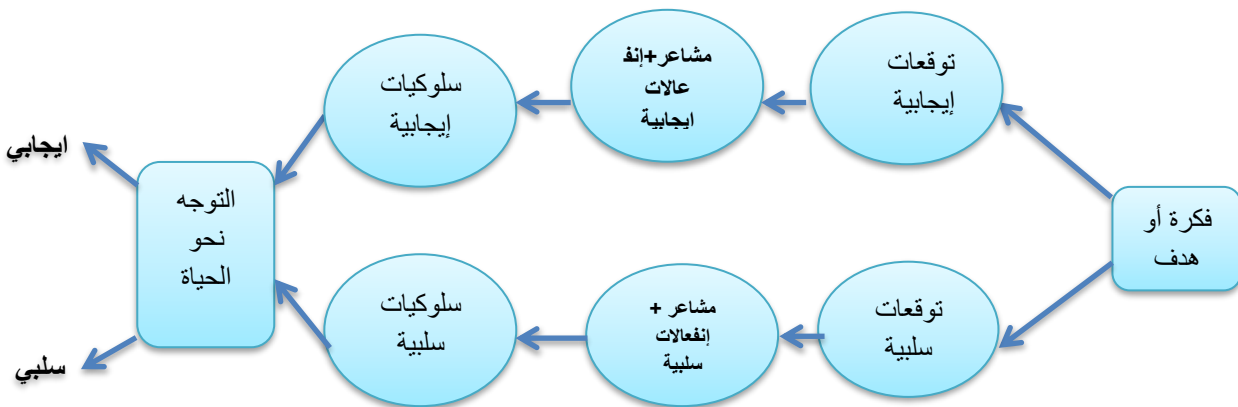 فكرة أو
هدف
توقعات
إيجابية
مشاعر+إنف
عالات
ايجابية
سلوكيات
إيجابية
توقعات
سلبية
مشاعر +
إنفعالات
سلبية
سلوكيات
سلبية
التوجه
نحو
الحياة
ايجابي
سلبي